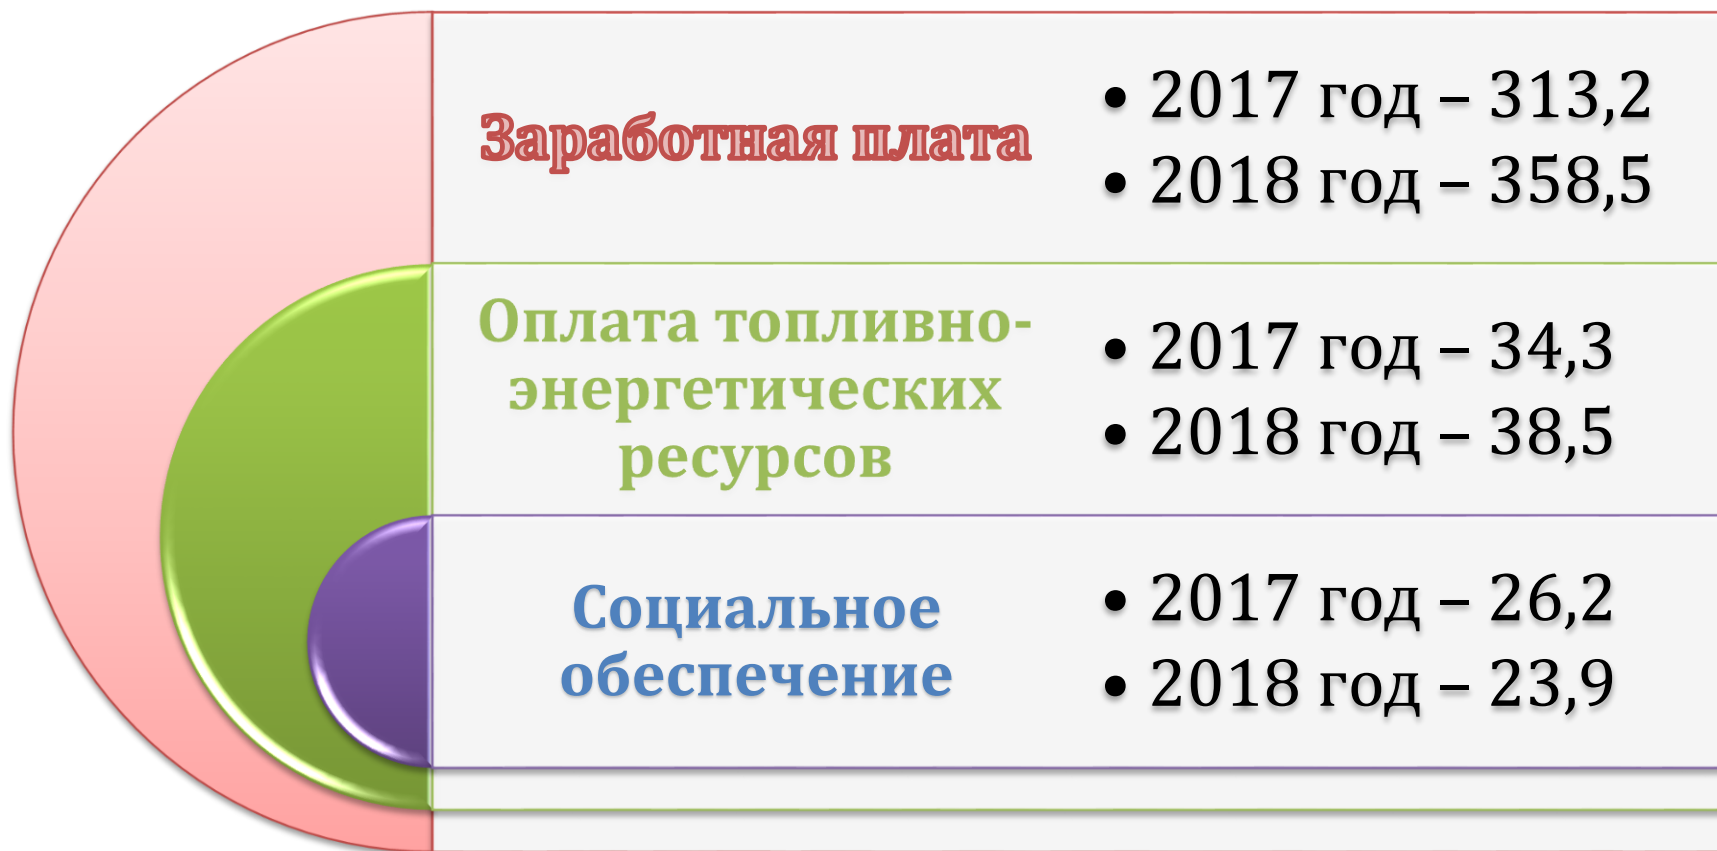 Заработная плата
• 2017 год – 313,2
• 2018 год – 358,5
Оплата топливно-
энергетических
ресурсов
• 2017 год – 34,3
• 2018 год – 38,5
Социальное
обеспечение
• 2017 год – 26,2
• 2018 год – 23,9